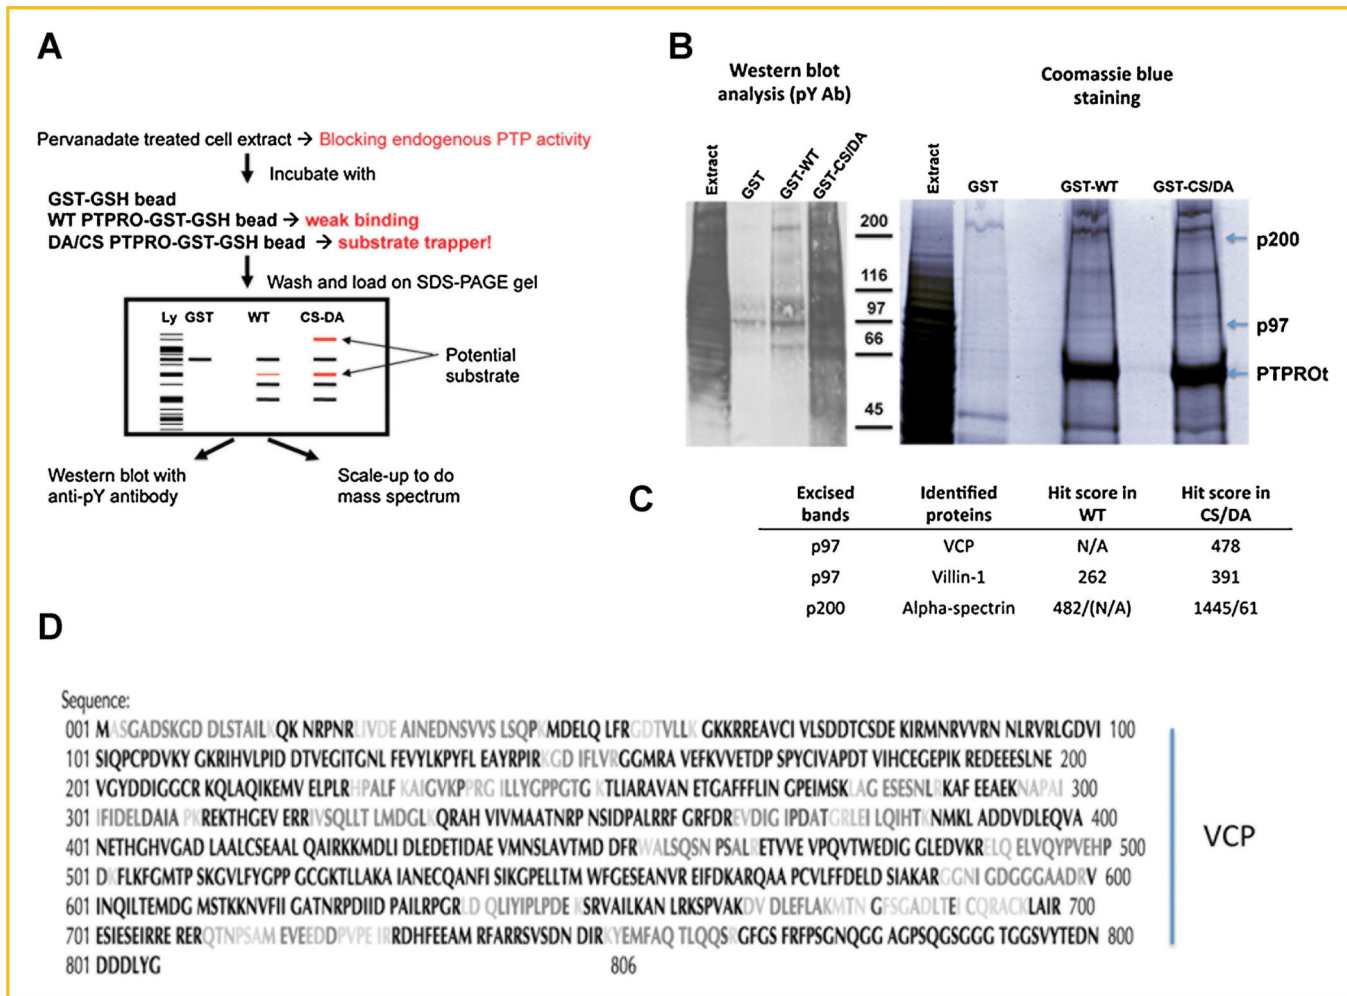 A
Pervanadate treated cell extract → Blocking endogenous PTP activity
Incubate with
GST-GSH bead
WT PTPRO-GST-GSH bead → weak binding
DA/CS PTPRO-GST-GSH bead → substrate trapper!
Wash and load on SDS-PAGE gel
Ly GST WT CS-DA
Potential
substrate
Western blot with
anti-pY antibody
Scale-up to do
mass spectrum
B
Western blot
analysis (pY Ab)
Coomassie blue
staining
Extract
GST
GST-WT
GST-CS/DA
200
116
97
66
45
Extract
GST
GST-WT
GST-CS/DA
p200
p97
PTPROt
C
Excised bands Identified proteins Hit score in WT Hit score in CS/DA
p97 VCP N/A 478
p97 Villin-1 262 391
p200 Alpha-spectrin 482/(N/A) 1445/61
D
Sequence:
001 MASGADSKGD DLSTAILKQK NRPNRLIVDE AINEDNSVVS LSQPKMDELQ LFRGDTVLLK GKKRREAVCI VLSDDTCSDE KIRMNRVVRN NLRVRLGDVI 100
101 SIQPCPDVKY GKRIHVLPID DTVEGITGNL FEVYLKPYFL EAYRPIRKGD IFLVRGGMRA VEFKVVETDP SPYCIVAPDT VIHCEGEPIK REDEEESLNE 200
201 VGYDDIGGCR KQLAQIKEMV ELPLRHPALF KAIGVKPPRG ILLYGPPGTG KTLIARAVAN ETGAFFFLIN GPEIMSKLAG ESESNLRKAF EEAEKNAPAI 300
301 IFIDELDAIA PKREKTHGEV ERRIVSQLLT LMDGLKQRAH VIVMAATNRP NSIDPALRRF GRFDREVDIG IPDATGRLEI LQIHTKNMKL ADDVDLEQVA 400
401 NETHGHVGAD LAALCSEAAL QAIRKKMDLI DLEDETIDAE VMNSLAVTMD DFRWALSQSN PSALRETVVE VPQVTWEDIG GLEDVKRELQ ELVQYPVEHP 500
501 DKFLKFGMTP SKGVLFYGPP GCGKTLLAKA IANECQANFI SIKGPELLTM WFGESEANVR EIFDKARQAA PCVLFFDELD SIAKARGGNI GDGGGAADRV 600
601 INQILTEMDG MSTKKNVFII GATNRPDIID PAILRPGRLD QLIYIPLPDE KSRVAILKAN LRKSPVAKDV DLEFLAKMTN GFSGADLTEI CQRACKLAIR 700
701 ESIESEIRRE RERQTNPSAM EVEEDDPVPE IRRDHFEEAM RFARRSVSDN DIRKYEMFAQ TLQQSRGFGS FRFPSGNQGG AGPSQGSGGG TGGSVYTEDN 800
801 DDDLYG 806
VCP